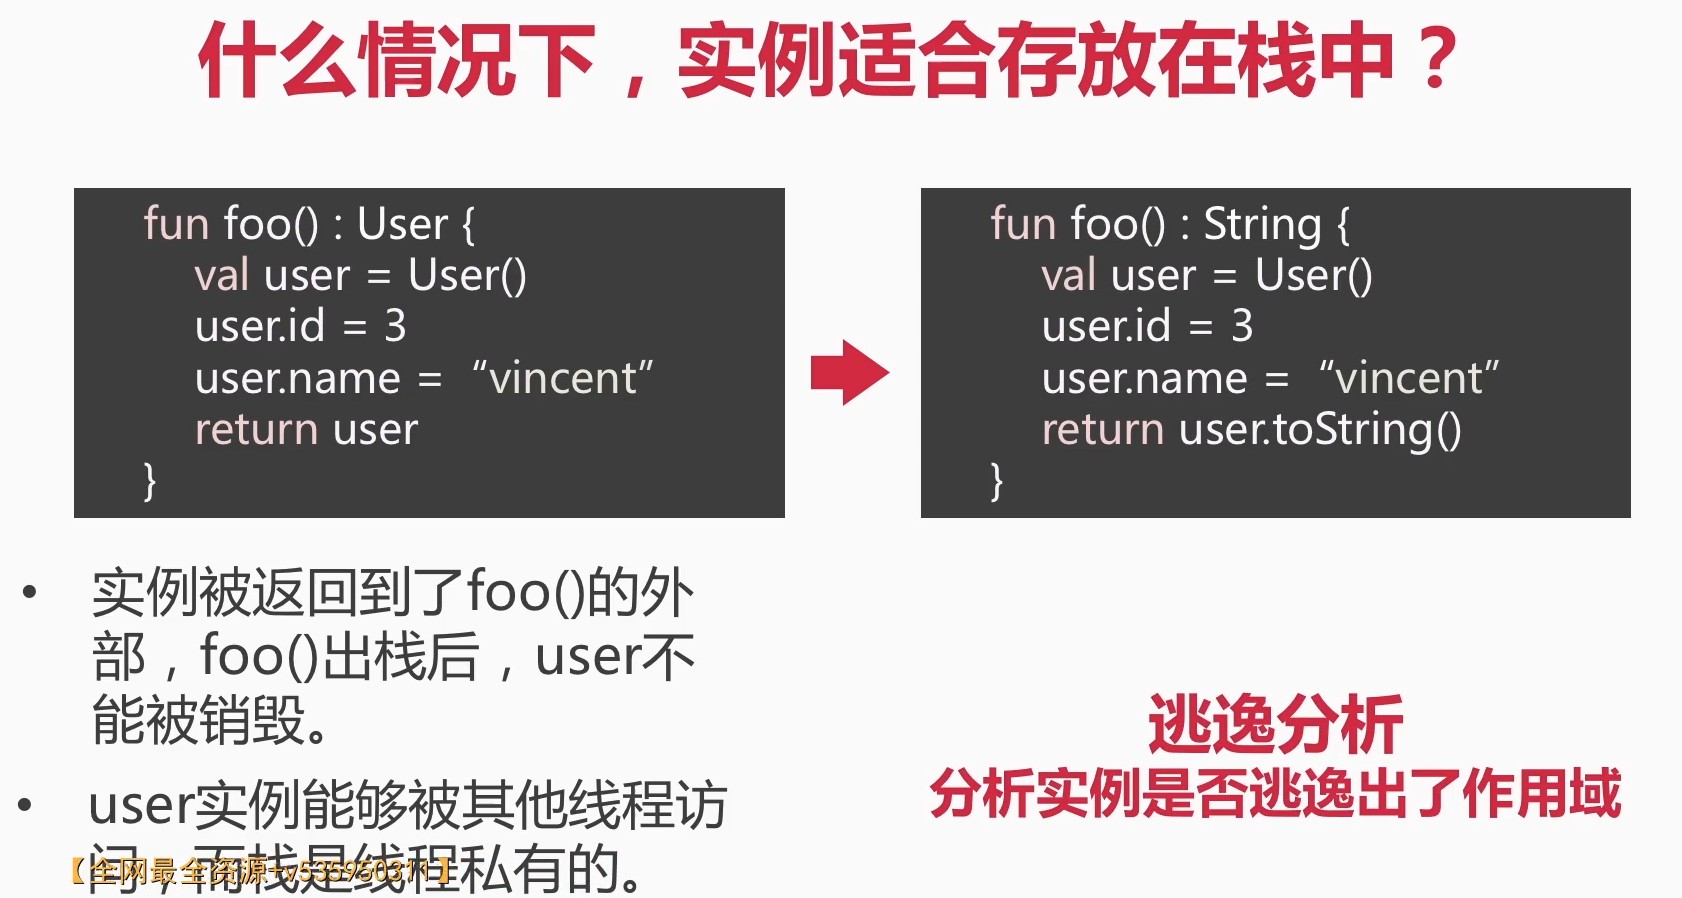 什么情况下，实例适合存放在栈中？
fun foo() : User {
val user = User()
user.id = 3
user.name = “vincent”
return user
}
fun foo() : String {
val user = User()
user.id = 3
user.name = “vincent”
return user.toString()
}
• 实例被返回到了foo()的外
部，foo()出栈后，user不
能被销毁。
• user实例能够被其他线程访
问，而栈是线程私有的。
【全网最全资源+v535950311】
逃逸分析
分析实例是否逃逸出了作用域